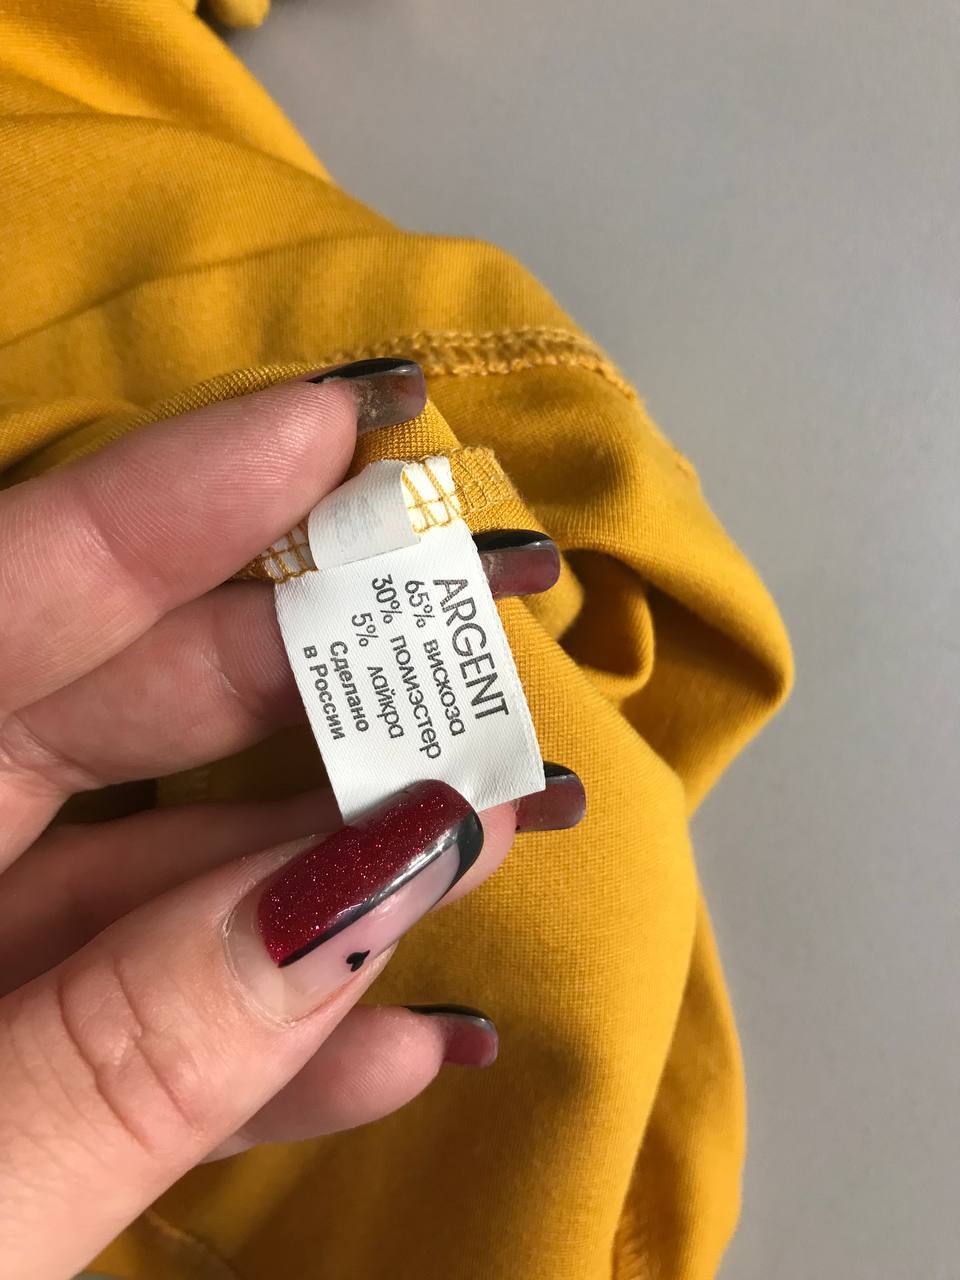 ARGENT
65% вискоза
30% полиэстер
5% лайкра
Сделано
в России